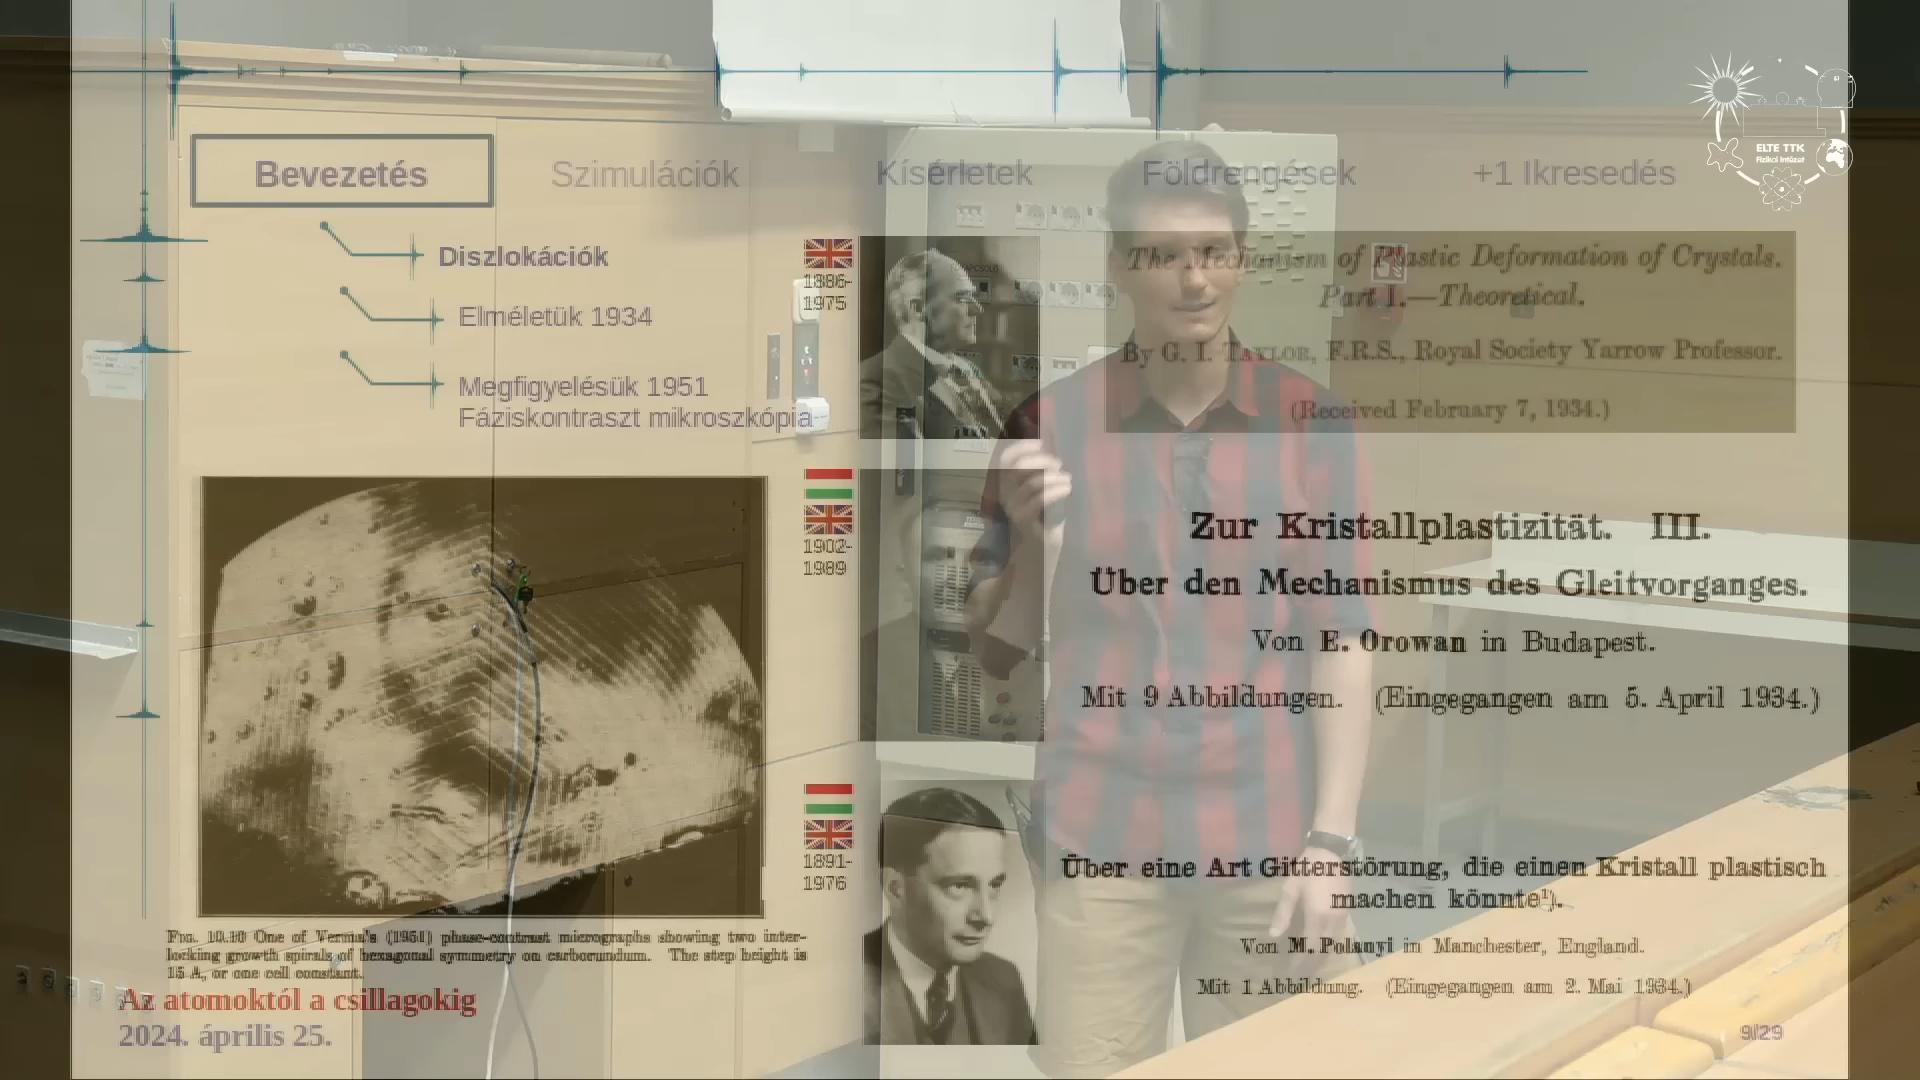 ELTE TTK
Fizikai Intézet
Bevezetés
Szimulációk
Kísérletek
Földrengések
+1 Ikresedés
Diszlokációk
Elméletük 1934
Megfigyelésük 1951
Fáziskontraszt mikroszkópia
1886-
1975
The Mechanism of Plastic Deformation of Crystals.
Part I.—Theoretical.
By G. I. TAYLOR, F.R.S., Royal Society Yarrow Professor.
(Received February 7, 1934.)
1902-
1989
Zur Kristallplastizität. III.
Über den Mechanismus des Gleitvorganges.
Von E. Orowan in Budapest.
Mit 9 Abbildungen. (Eingegangen am 5. April 1934.)
1891-
1976
Über eine Art Gitterstörung, die einen Kristall plastisch
machen könnte¹).
Von M. Polanyi in Manchester, England.
Mit 1 Abbildung. (Eingegangen am 2. Mai 1934.)
FIG. 10.10 One of Verma's (1951) phase-contrast micrographs showing two inter-
locking growth spirals of hexagonal symmetry on carborundum. The step height is
15 A, or one cell constant.
Az atomoktól a csillagokig
2024. április 25.
9/29